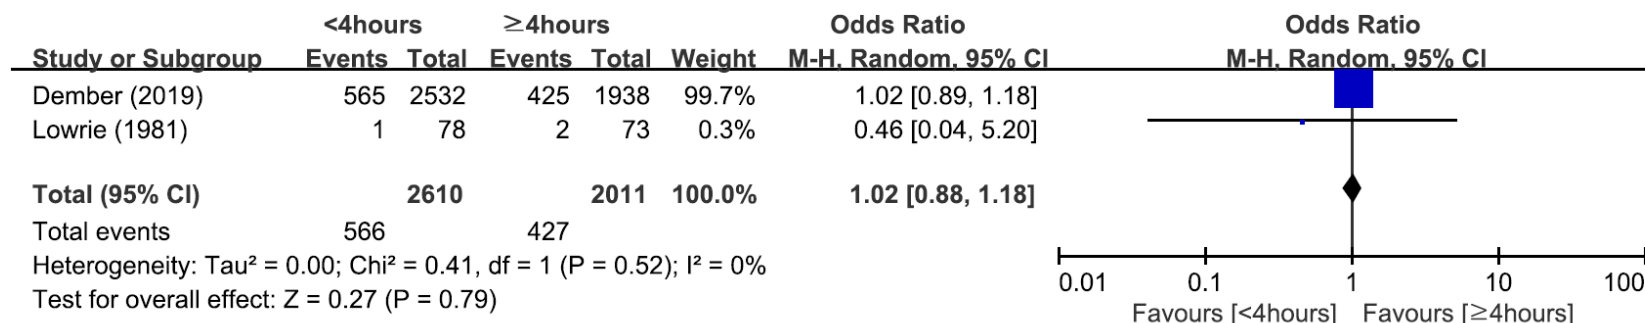 <4hours ≥4hours Odds Ratio Odds Ratio
Study or Subgroup Events Total Events Total Weight M-H, Random, 95% CI M-H, Random, 95% CI
Dember (2019) 565 2532 425 1938 99.7% 1.02 [0.89, 1.18]
Lowrie (1981) 1 78 2 73 0.3% 0.46 [0.04, 5.20]
Total (95% CI) 2610 2011 100.0% 1.02 [0.88, 1.18]
Total events 566 427
Heterogeneity: Tau² = 0.00; Chi² = 0.41, df = 1 (P = 0.52); I² = 0%
Test for overall effect: Z = 0.27 (P = 0.79)
0.01 0.1 1 10 100
Favours [<4hours] Favours [≥4hours]